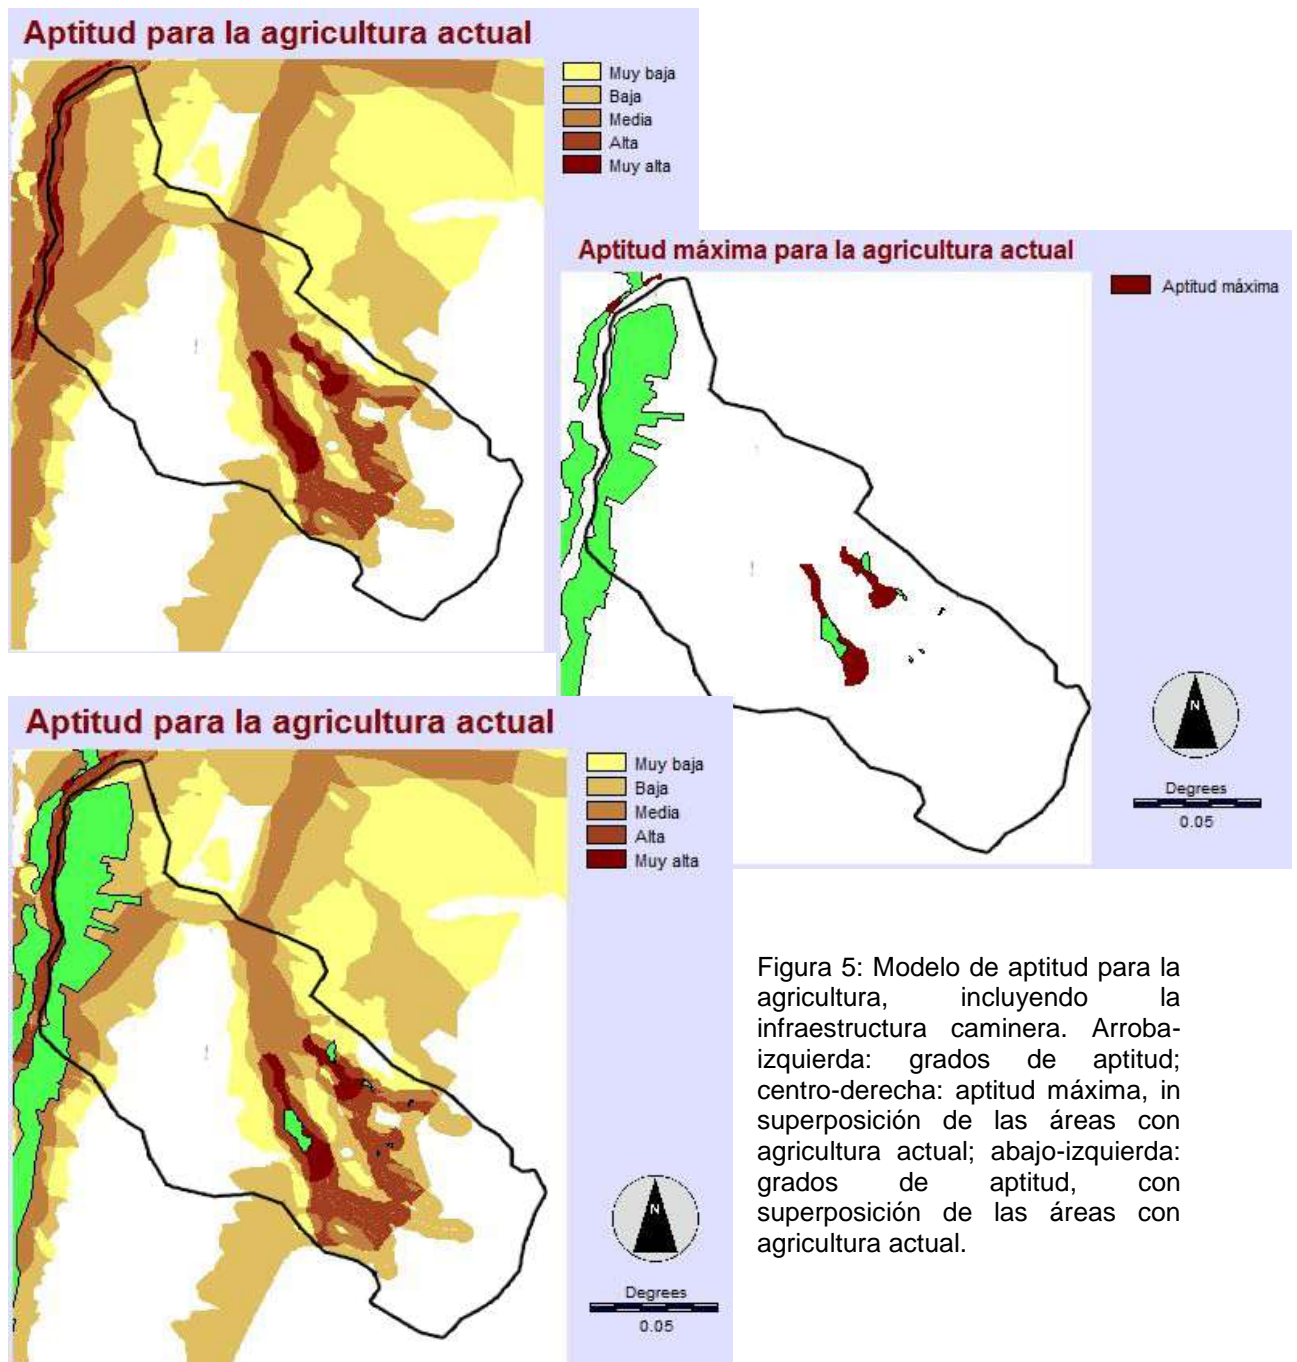 Aptitud para la agricultura actual
Muy baja
Baja
Media
Alta
Muy alta
Aptitud máxima para la agricultura actual
Aptitud máxima
N
Degrees
0.05
Aptitud para la agricultura actual
Muy baja
Baja
Media
Alta
Muy alta
N
Degrees
0.05
Figura 5: Modelo de aptitud para la
agricultura, incluyendo la
infraestructura caminera. Arroba-
izquierda: grados de aptitud;
centro-derecha: aptitud máxima, in
superposición de las áreas con
agricultura actual; abajo-izquierda:
grados de aptitud, con
superposición de las áreas con
agricultura actual.